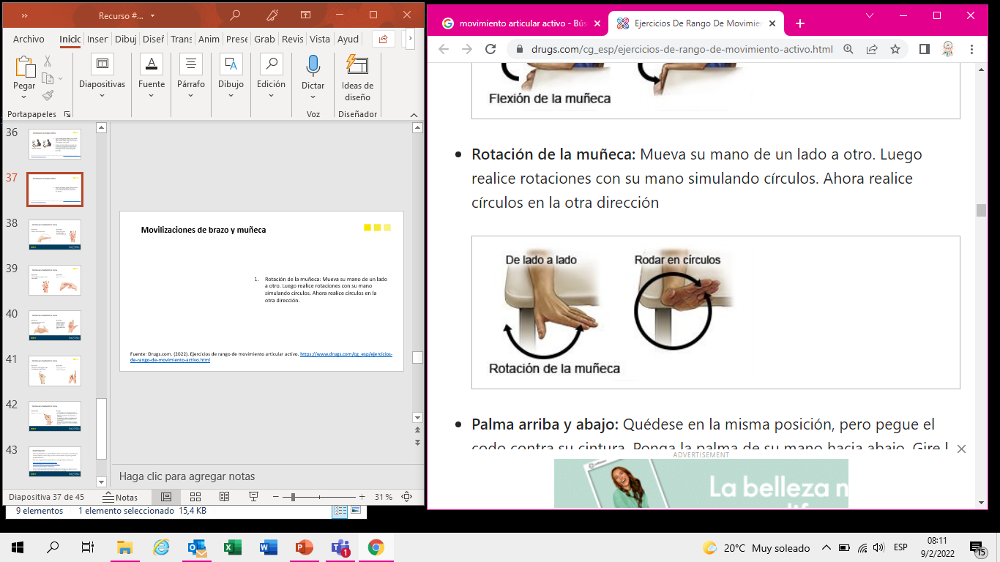 Recurso #...
Archivo Inicio Inser Dibuj Diseñ Trans Anim Prese Grab Revis Vista Ayud
Pegar
Diapositivas
Fuente
Párrafo
Dibujo
Edición
Dictar
Ideas de
diseño
Portapapeles
Voz
Diseñador
36
37
38
39
40
41
42
43
Movilizaciones de brazo y muñeca
1. Rotación de la muñeca: Mueva su mano de un lado
a otro. Luego realice rotaciones con su mano
simulando círculos. Ahora realice círculos en la
otra dirección.
Fuente: Drugs.com. (2022). Ejercicios de rango de movimiento articular activo. https://www.drugs.com/cg_esp/ejercicios-
de-rango-de-movimiento-activo.html
Haga clic para agregar notas
Diapositiva 37 de 45
Notas
31 %
9 elementos 1 elemento seleccionado 15,4 KB
movimiento articular activo - Bús
Ejercicios De Rango De Movimier
drugs.com/cg_esp/ejercicios-de-rango-de-movimiento-activo.html
Flexión de la muñeca
Rotación de la muñeca: Mueva su mano de un lado a otro. Luego
realice rotaciones con su mano simulando círculos. Ahora realice
círculos en la otra dirección
De lado a lado
Rodar en círculos
Rotación de la muñeca
Palma arriba y abajo: Quédese en la misma posición, pero pegue el
codo contra su cintura. Ponga la palma de su mano hacia abajo. Gire l
ADVERTISEMENT
La belleza n
20°C Muy soleado
ESP
08:11
9/2/2022
15
1